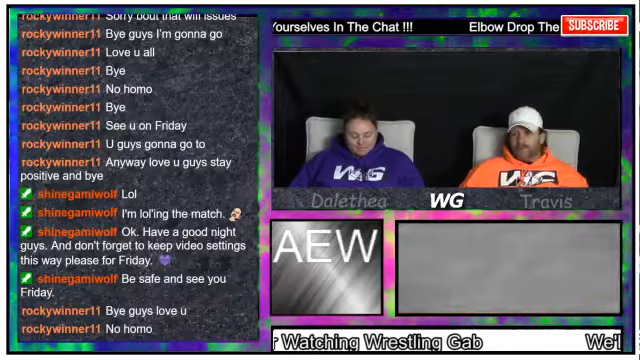 rockywinner11 Sorry bout that will issues
rockywinner11 Bye guys I'm gonna go
rockywinner11 Love u all
rockywinner11 Bye
rockywinner11 No homo
rockywinner11 Bye
rockywinner11 See u on Friday
rockywinner11 U guys gonna go to
rockywinner11 Anyway love u guys stay
positive and bye
shinegamiwolf Lol
shinegamiwolf I'm lol'ing the match.
shinegamiwolf Ok. Have a good night
guys. And don't forget to keep video settings
this way please for Friday. 💜
shinegamiwolf Be safe and see you
Friday.
rockywinner11 Bye guys love u
rockywinner11 No homo
Yourselves In The Chat !!! Elbow Drop The
SUBSCRIBE
WG
WG
Dalethea WG Travis
AEW
r Watching Wrestling Gab We'l